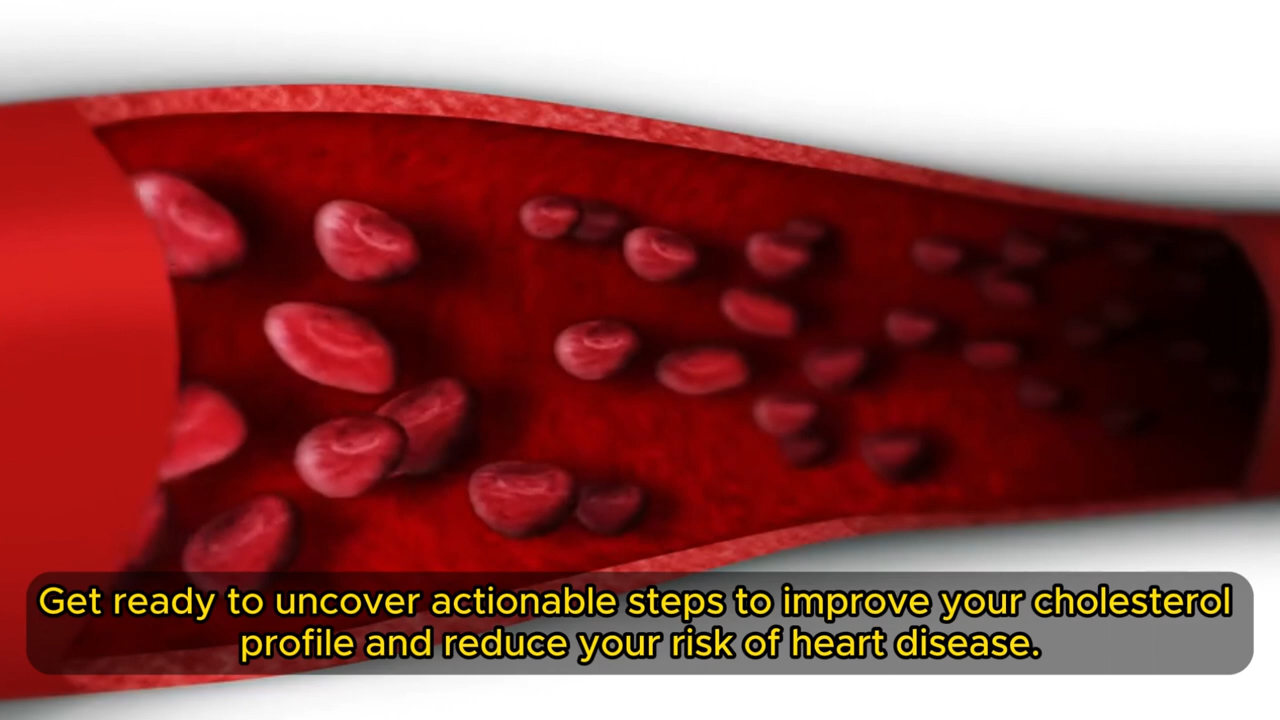 Get ready to uncover actionable steps to improve your cholesterol
profile and reduce your risk of heart disease.